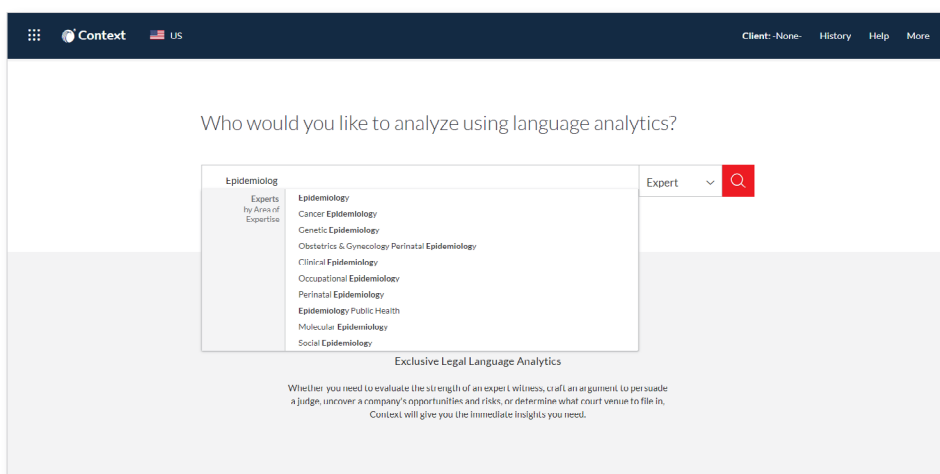 Context US Client: -None- History Help More
Who would you like to analyze using language analytics?
Epidemiolog
Expert
Experts
by Area of
Expertise
Epidemiology
Cancer Epidemiology
Genetic Epidemiology
Obstetrics & Gynecology Perinatal Epidemiology
Clinical Epidemiology
Occupational Epidemiology
Perinatal Epidemiology
Epidemiology Public Health
Molecular Epidemiology
Social Epidemiology
Exclusive Legal Language Analytics
Whether you need to evaluate the strength of an expert witness, craft an argument to persuade
a judge, uncover a company's opportunities and risks, or determine what court venue to file in,
Context will give you the immediate insights you need.